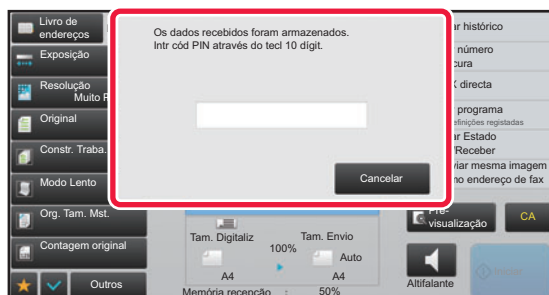 Livro de
endereços
Exposição
Resolução
Muito
Original
Constr. Traba.
Modo Lento
Org. Tam. Mst.
Contagem original
Outros
Os dados recebidos foram armazenados.
Intr cód PIN através do tecl 10 dígit.
Cancelar
histórico
número
directa
programa
registadas
Estado
Receber
mesma imagem
endereço de fax
Pré-
visualização
CA
Tam. Digitaliz
100%
Tam. Envio
Auto
A4
A4
Memória recepção : 50%
Altifalante